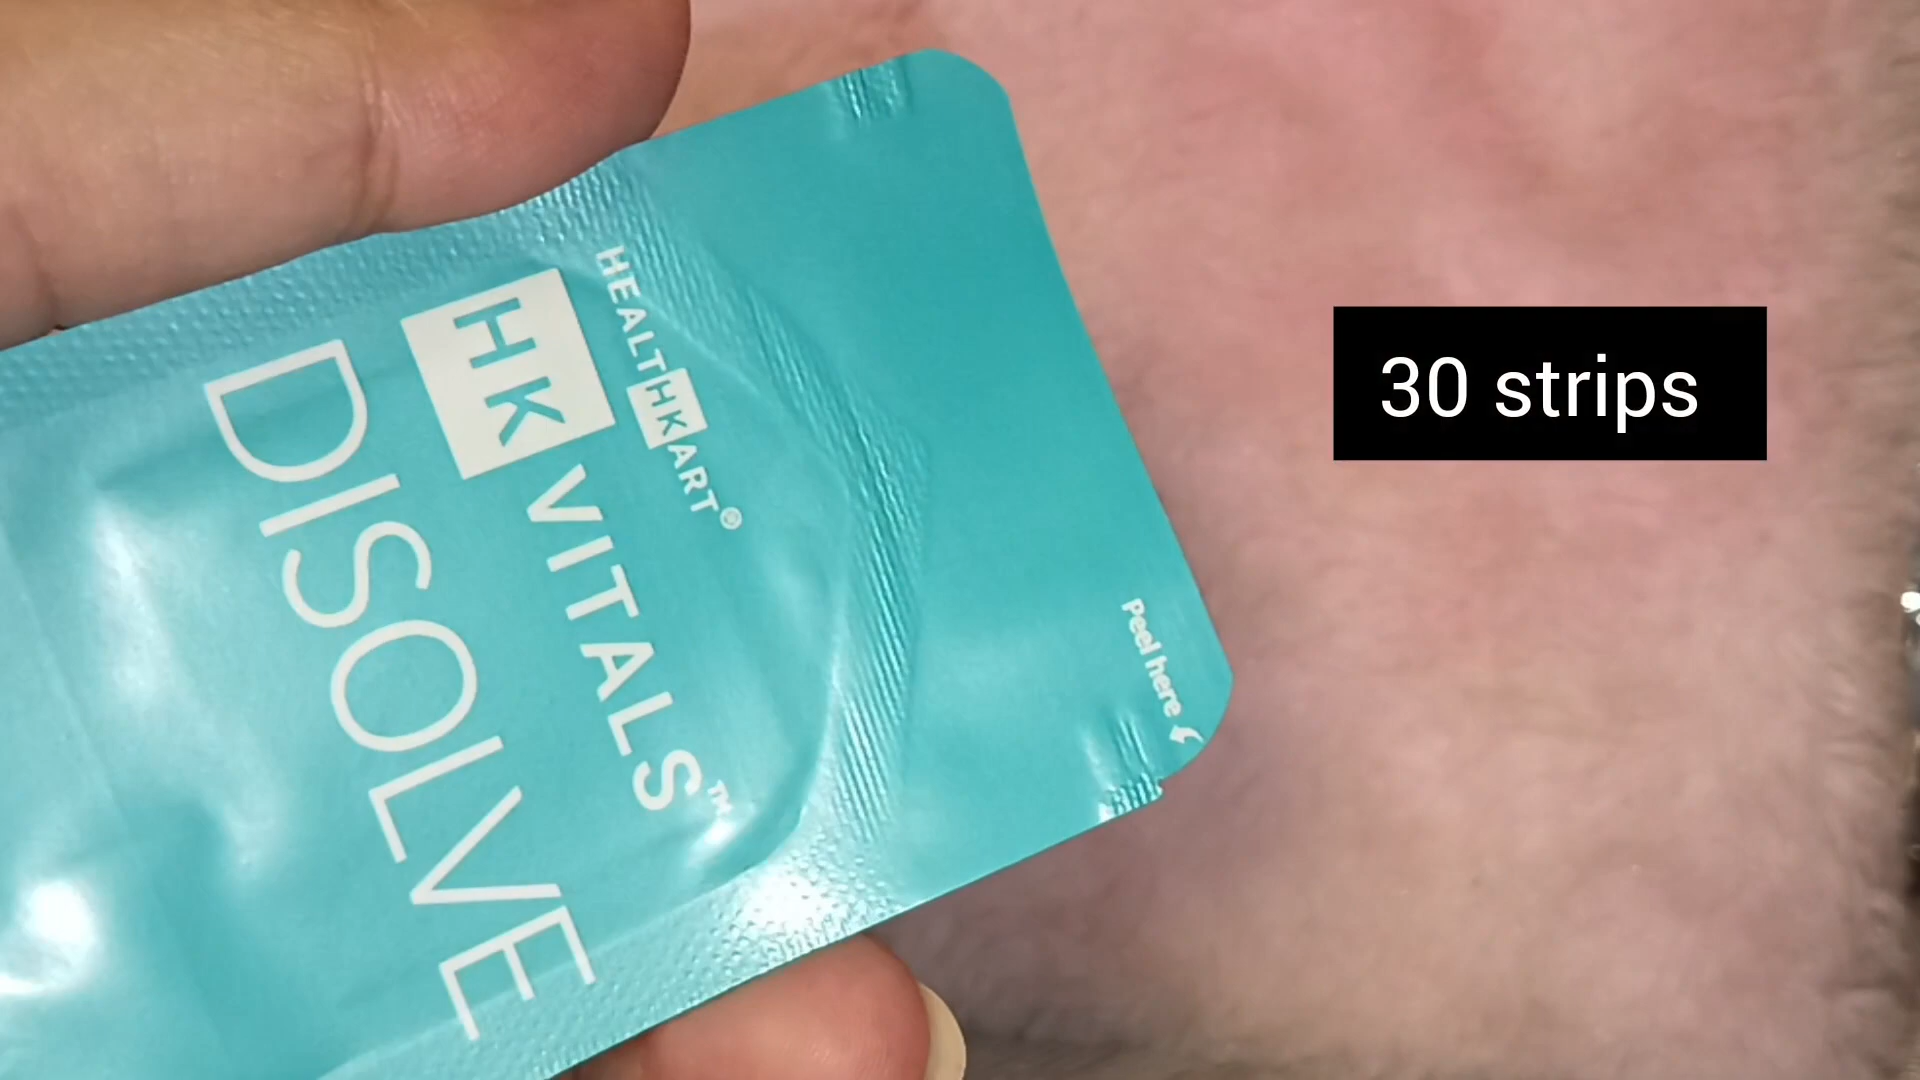 HEALTHKART®
HK VITALS™
DISOLVE
Peel here
30 strips